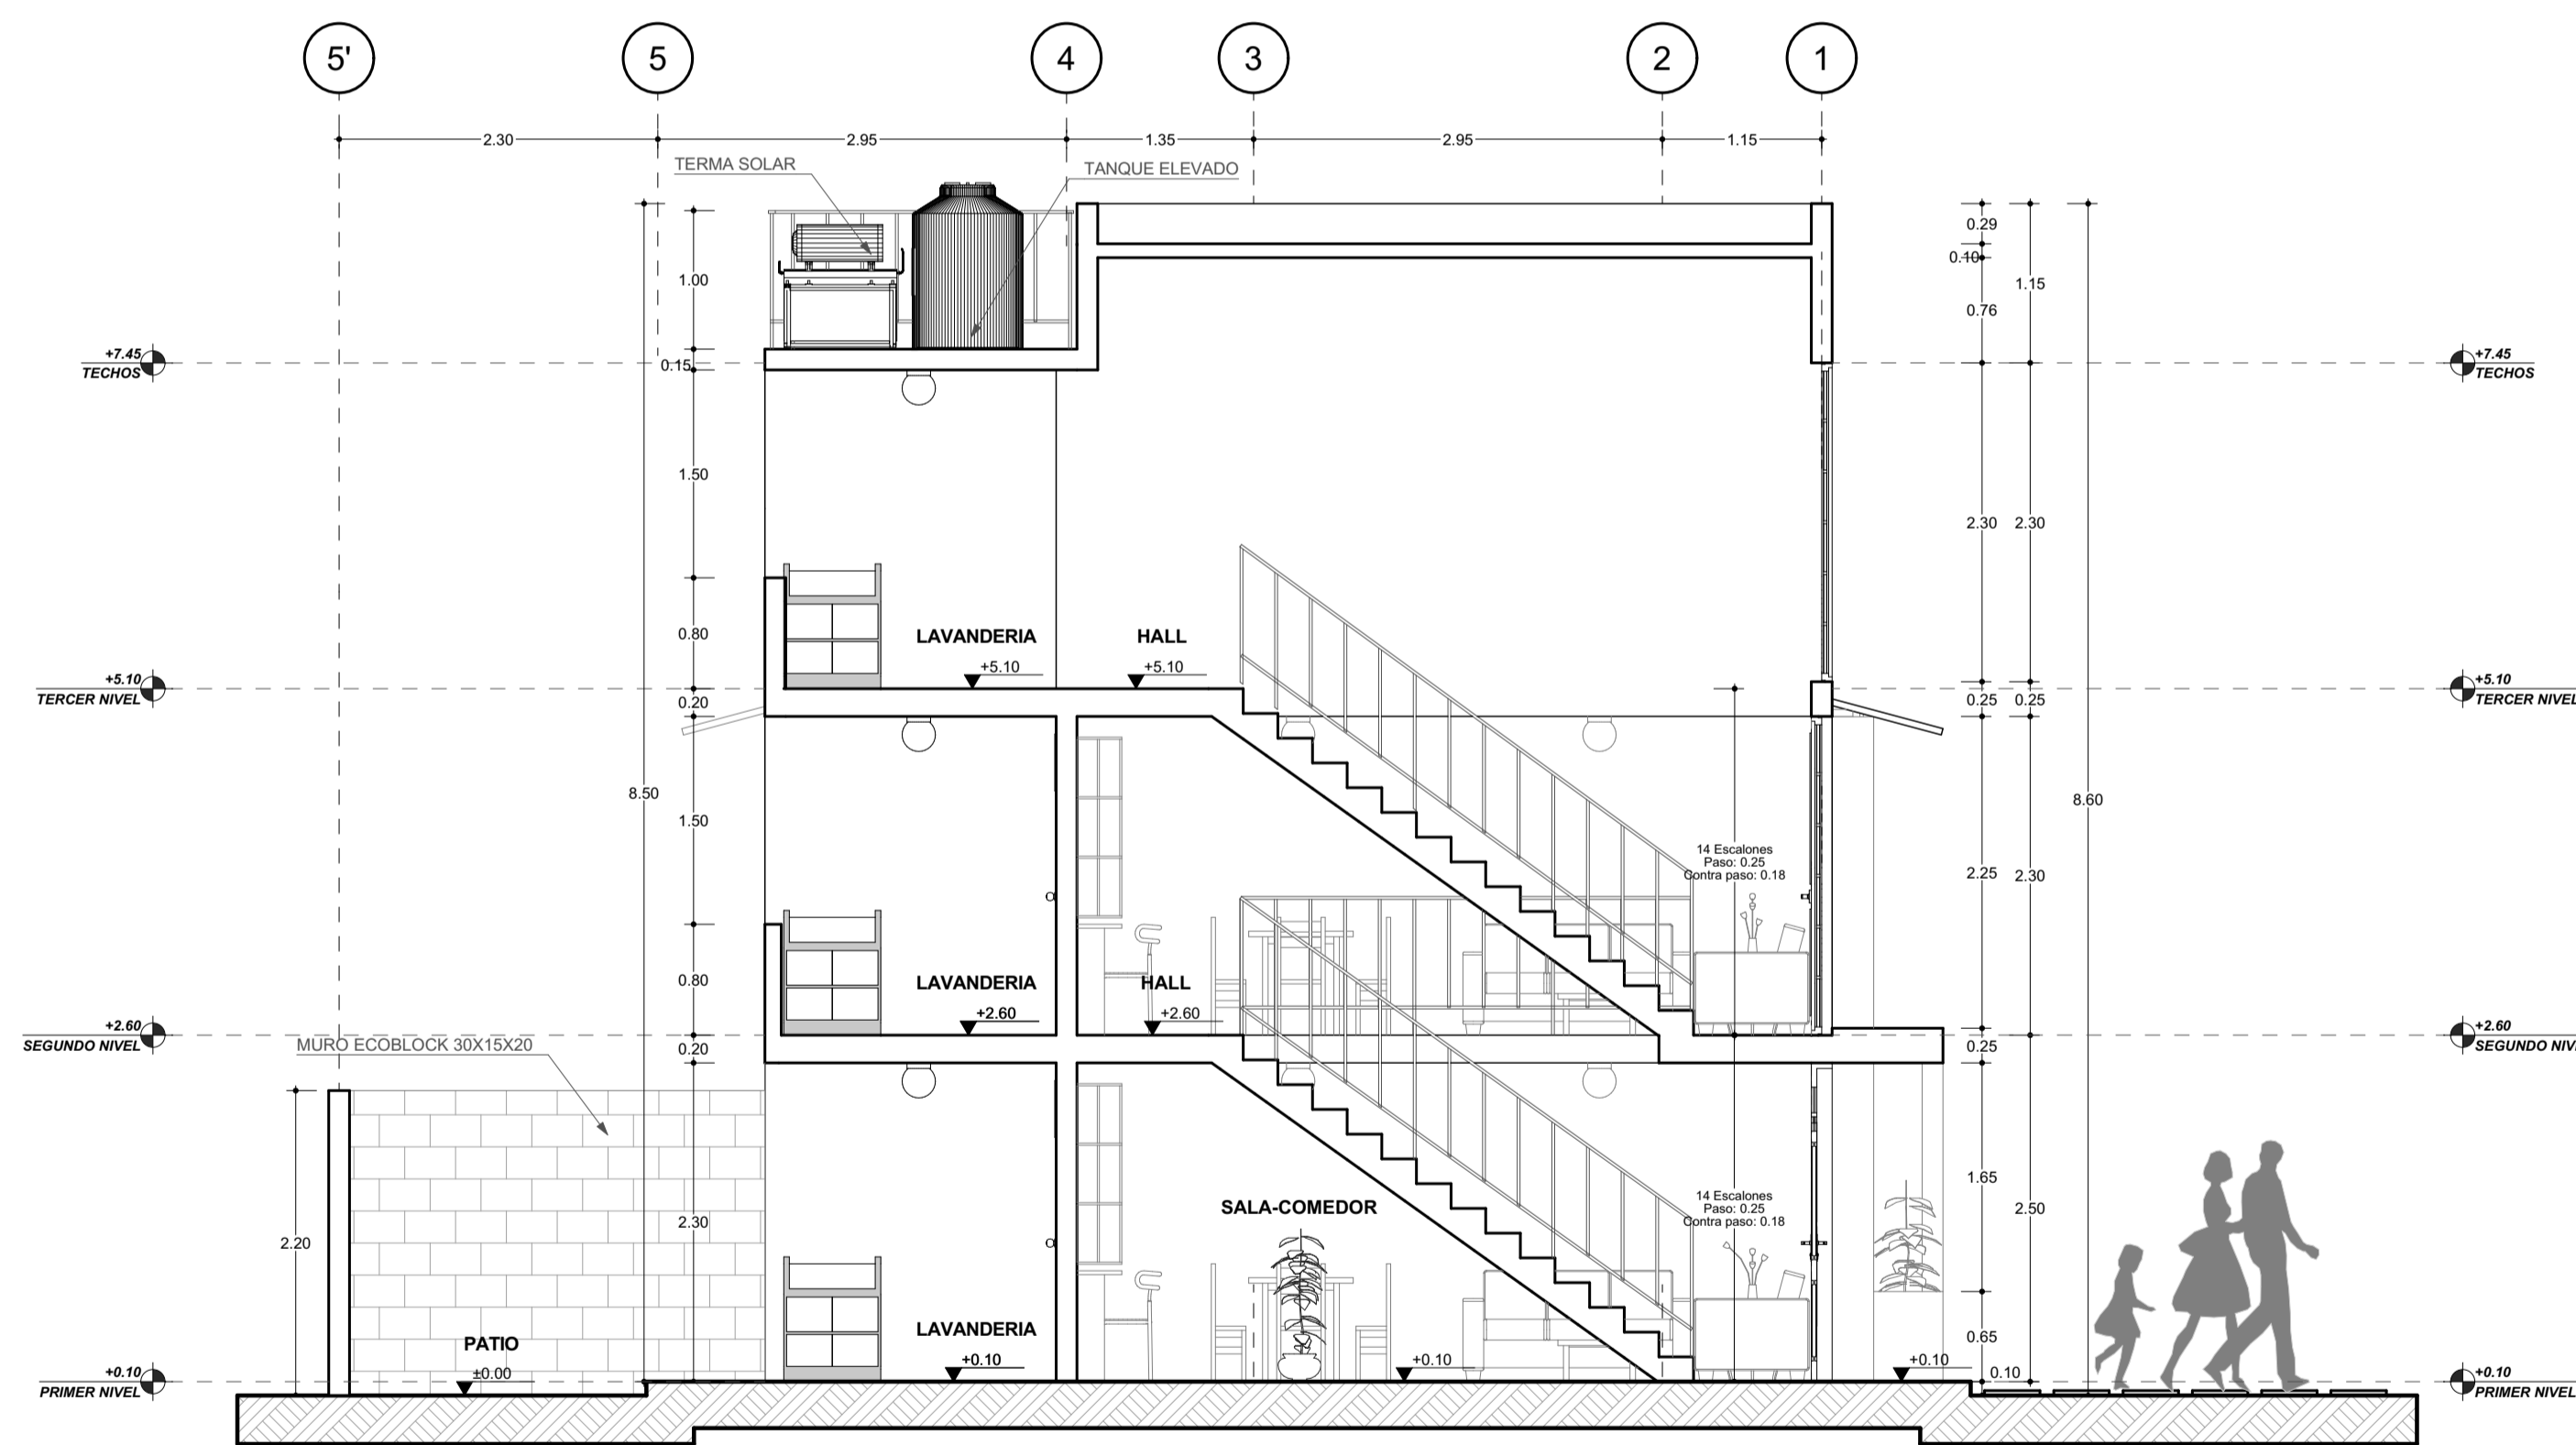 5' 5 4 3 2 1
2.30 2.95 1.35 2.95 1.15
TERMA SOLAR
TANQUE ELEVADO
0.29
0.10
1.00
1.15
0.76
+7.45
TECHOS
0.15
+7.45
TECHOS
1.50
2.30 2.30
0.80
LAVANDERIA
HALL
+5.10
+5.10
+5.10
TERCER NIVEL
0.20
0.25 0.25
+5.10
TERCER NIVEL
8.50
8.60
1.50
14 Escalones
Paso: 0.25
Contra paso: 0.18
2.25 2.30
0.80
LAVANDERIA
HALL
+2.60
+2.60
+2.60
SEGUNDO NIVEL
MURO ECOBLOCK 30X15X20
0.20
0.25
+2.60
SEGUNDO NIV
1.65
14 Escalones
Paso: 0.25
Contra paso: 0.18
SALA-COMEDOR
2.50
2.20
2.30
LAVANDERIA
0.65
PATIO
±0.00
+0.10
+0.10
+0.10
0.10
+0.10
PRIMER NIVEL
+0.10
PRIMER NIVEL